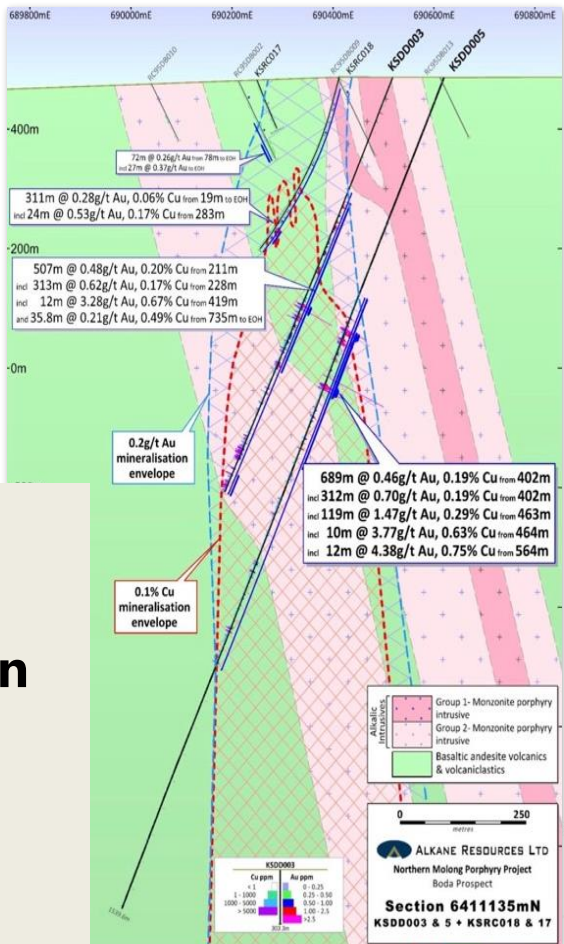 689800mE
690000mE
690200mE
690400mE
690600mE
690800mE
RC95DB010
RC95DB002
KSRC017
RC95DB009
KSRC018
KSDD003
RC95DB013
KSDD005
-400m
72m @ 0.26g/t Au from 78m to EOH
incl 27m @ 0.37g/t Au to EOH
311m @ 0.28g/t Au, 0.06% Cu from 19m to EOH
incl 24m @ 0.53g/t Au, 0.17% Cu from 283m
-200m
507m @ 0.48g/t Au, 0.20% Cu from 211m
incl 313m @ 0.62g/t Au, 0.17% Cu from 228m
incl 12m @ 3.28g/t Au, 0.67% Cu from 419m
and 35.8m @ 0.21g/t Au, 0.49% Cu from 735m to EOH
-0m
0.2g/t Au
mineralisation
envelope
689m @ 0.46g/t Au, 0.19% Cu from 402m
incl 312m @ 0.70g/t Au, 0.19% Cu from 402m
incl 119m @ 1.47g/t Au, 0.29% Cu from 463m
incl 10m @ 3.77g/t Au, 0.63% Cu from 464m
incl 12m @ 4.38g/t Au, 0.75% Cu from 564m
0.1% Cu
mineralisation
envelope
n
Alkalic
Intrusives
Group 1- Monzonite porphyry
intrusive
Group 2- Monzonite porphyry
intrusive
Basaltic andesite volcanics
& volcaniclastics
0 250
metres
ALKANE RESOURCES LTD
Northern Molong Porphyry Project
Boda Prospect
Section 6411135mN
KSDD003 & 5 + KSRC018 & 17
KSDD003
Cu ppm Au ppm
< 1 0 - 0.25
1 - 1000 0.25 - 0.50
1000 - 5000 0.50 - 1.00
> 5000 1.00 - 2.5
>2.5